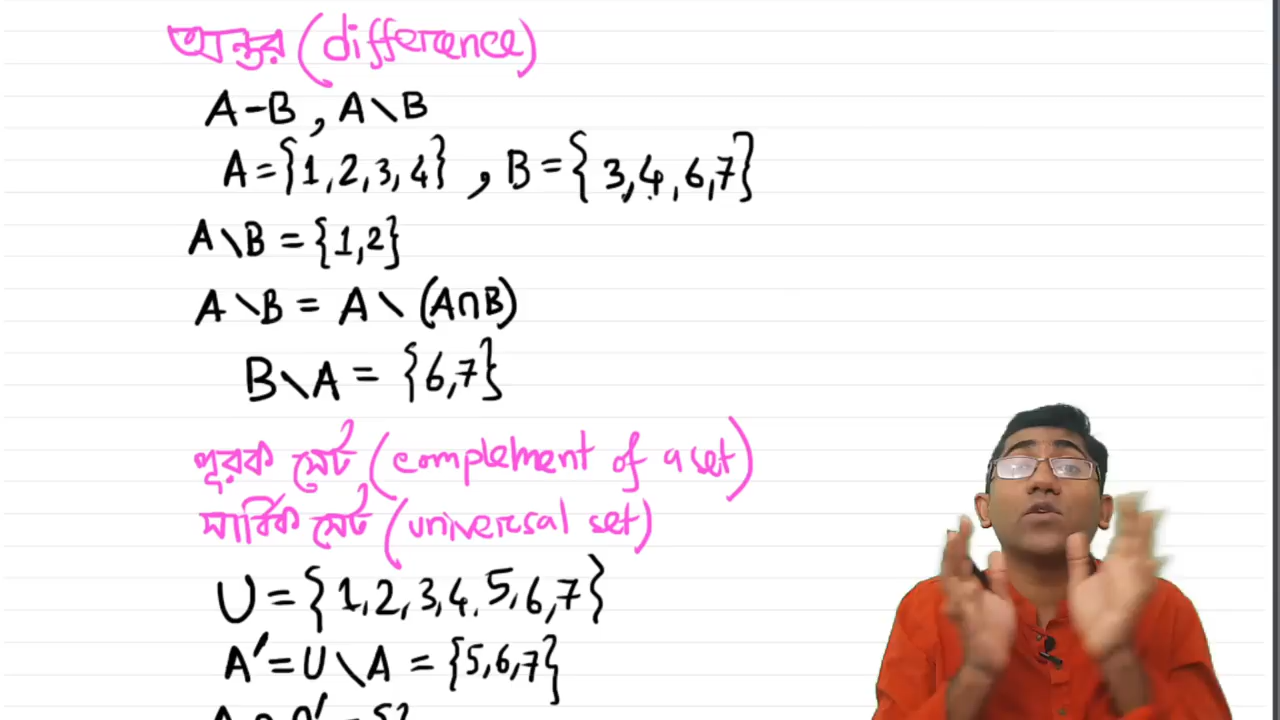 অন্তর (difference)
A-B, A\B
A={1,2,3,4}, B={3,4,6,7}
A\B = {1,2}
A\B = A\(A∩B)
B\A = {6,7}
পূরক সেট (complement of a set)
সার্বিক সেট (universal set)
U={1,2,3,4,5,6,7}
A′=U\A = {5,6,7}